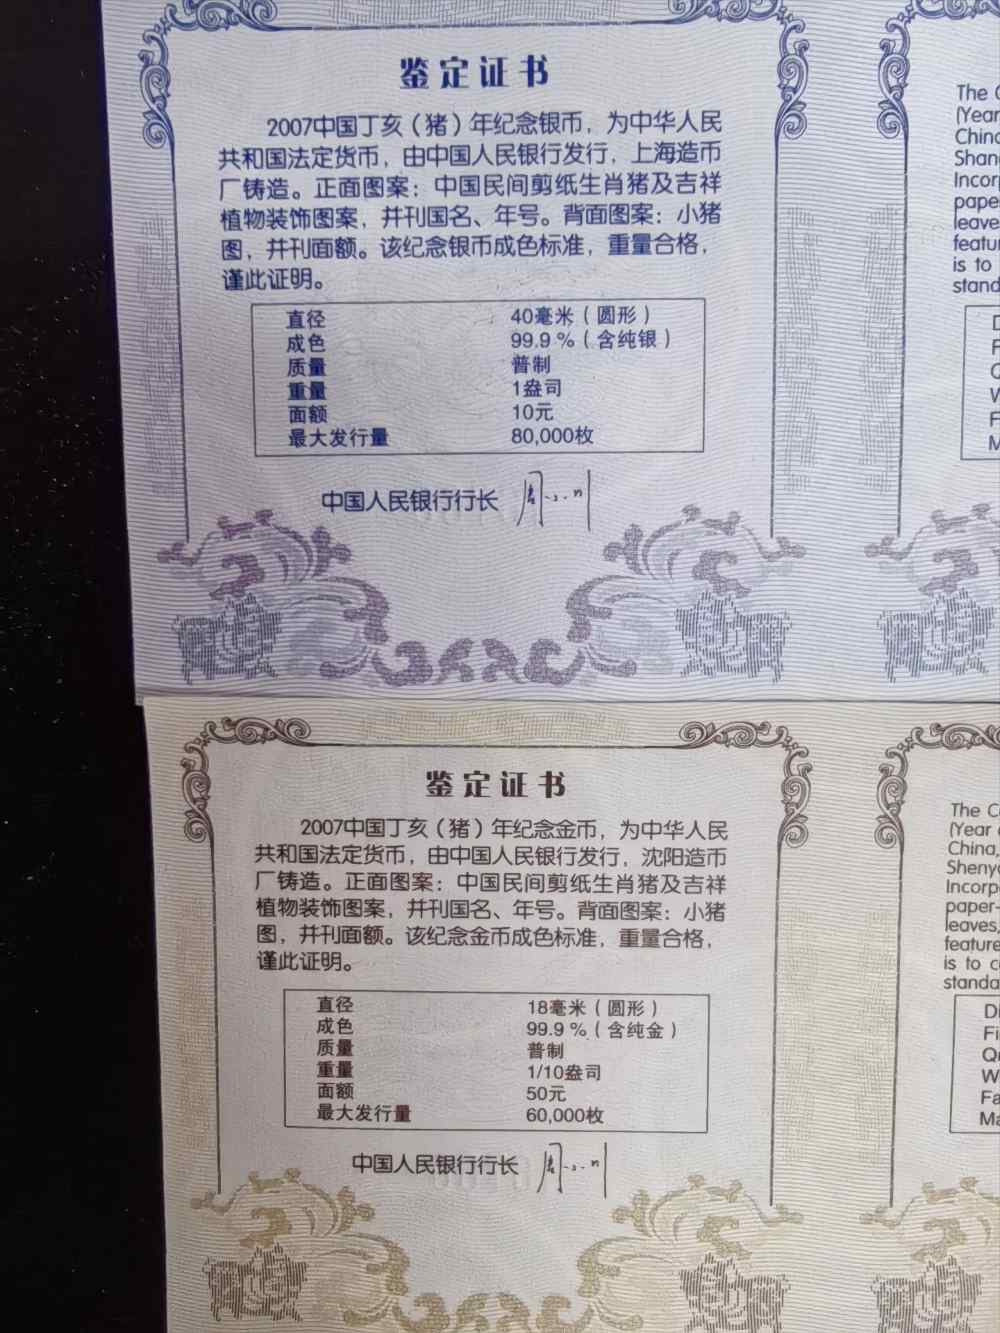 鉴定证书
2007中国丁亥（猪）年纪念银币，为中华人民
共和国法定货币，由中国人民银行发行，上海造币
厂铸造。正面图案：中国民间剪纸生肖猪及吉祥
植物装饰图案，并刊国名、年号。背面图案：小猪
图，并刊面额。该纪念银币成色标准，重量合格，
谨此证明。
直径 40毫米（圆形）
成色 99.9％（含纯银）
质量 普制
重量 1盎司
面额 10元
最大发行量 80,000枚
中国人民银行行长
The
(Year
China
Shan
Incorp
paper
leave
featur
is to
stand
鉴定证书
2007中国丁亥（猪）年纪念金币，为中华人民
共和国法定货币，由中国人民银行发行，沈阳造币
厂铸造。正面图案：中国民间剪纸生肖猪及吉祥
植物装饰图案，并刊国名、年号。背面图案：小猪
图，并刊面额。该纪念金币成色标准，重量合格，
谨此证明。
直径 18毫米（圆形）
成色 99.9％（含纯金）
质量 普制
重量 1/10盎司
面额 50元
最大发行量 60,000枚
中国人民银行行长
The C
(Year
China,
Sheny
Incorp
paper-
leaves,
feature
is to c
standa
Di
Fi
Qu
W
Fa
Ma